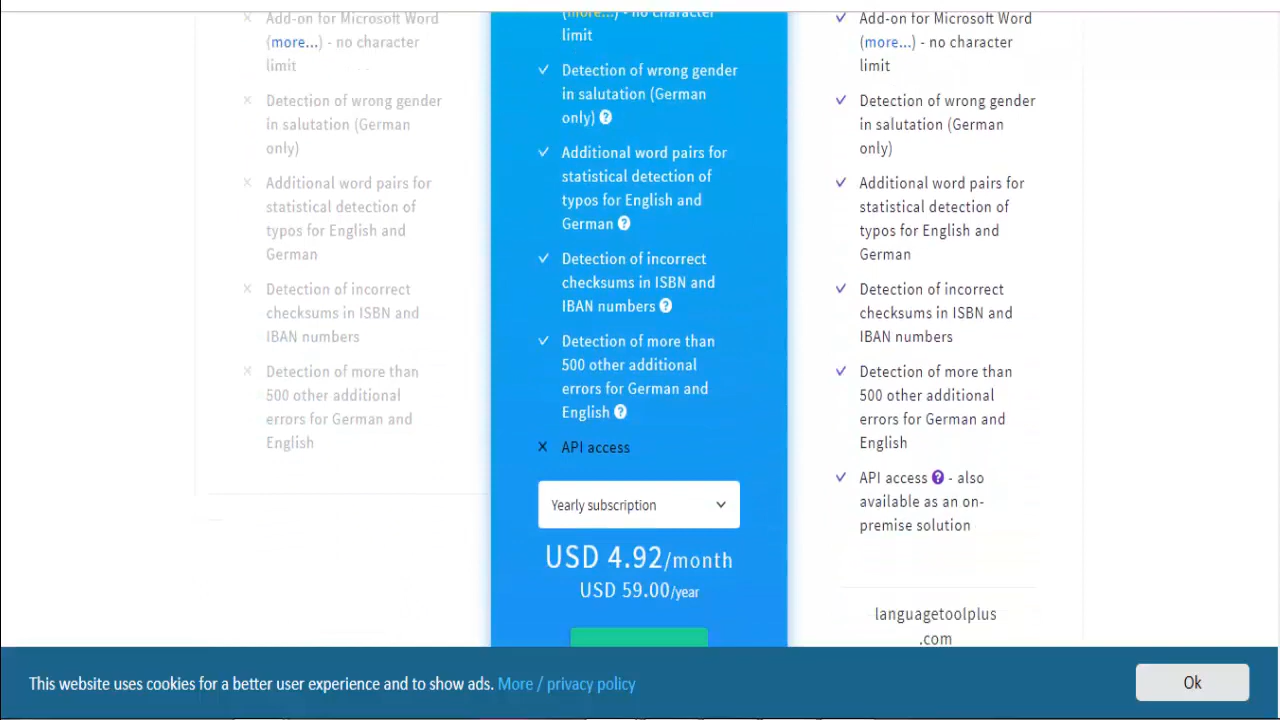 Add-on for Microsoft Word
(more...) - no character
limit
Detection of wrong gender
in salutation (German
only)
Additional word pairs for
statistical detection of
typos for English and
German
Detection of incorrect
checksums in ISBN and
IBAN numbers
Detection of more than
500 other additional
errors for German and
English
(more...) - no character
limit
Detection of wrong gender
in salutation (German
only) ?
Additional word pairs for
statistical detection of
typos for English and
German ?
Detection of incorrect
checksums in ISBN and
IBAN numbers ?
Detection of more than
500 other additional
errors for German and
English ?
API access
Yearly subscription
USD 4.92/month
USD 59.00/year
Add-on for Microsoft Word
(more...) - no character
limit
Detection of wrong gender
in salutation (German
only)
Additional word pairs for
statistical detection of
typos for English and
German
Detection of incorrect
checksums in ISBN and
IBAN numbers
Detection of more than
500 other additional
errors for German and
English
API access ? - also
available as an on-
premise solution
languagetoolplus
.com
This website uses cookies for a better user experience and to show ads. More / privacy policy
Ok